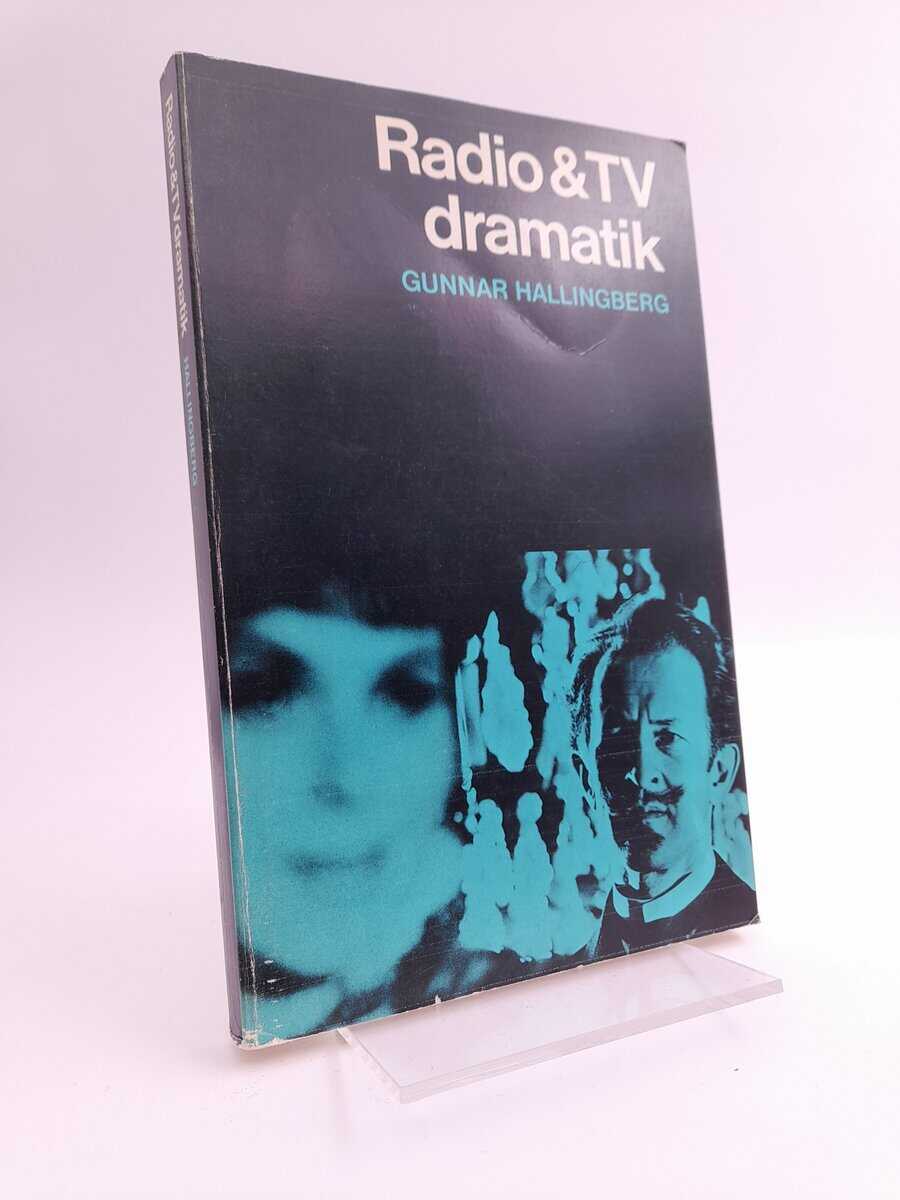 Radio & TV
dramatik
GUNNAR HALLINGBERG
Radio & TV dramatik HALLINGBERG